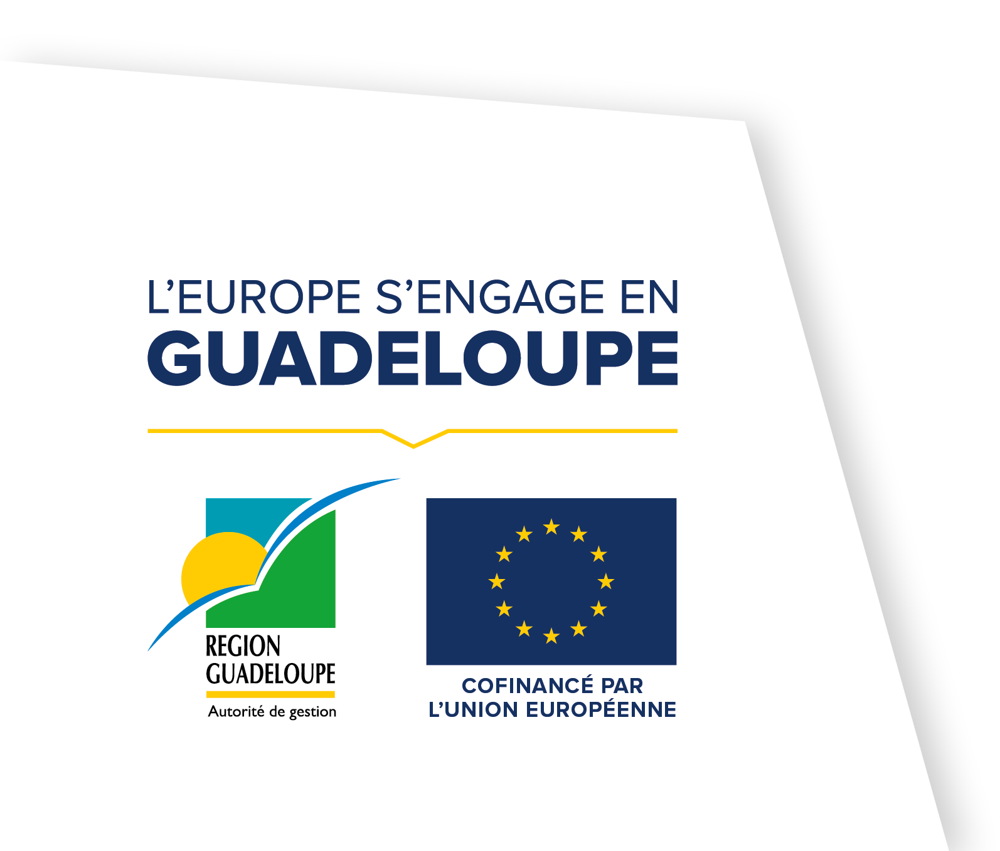 L’EUROPE S’ENGAGE EN
GUADELOUPE
REGION
GUADELOUPE
Autorité de gestion
COFINANCÉ PAR
L’UNION EUROPÉENNE